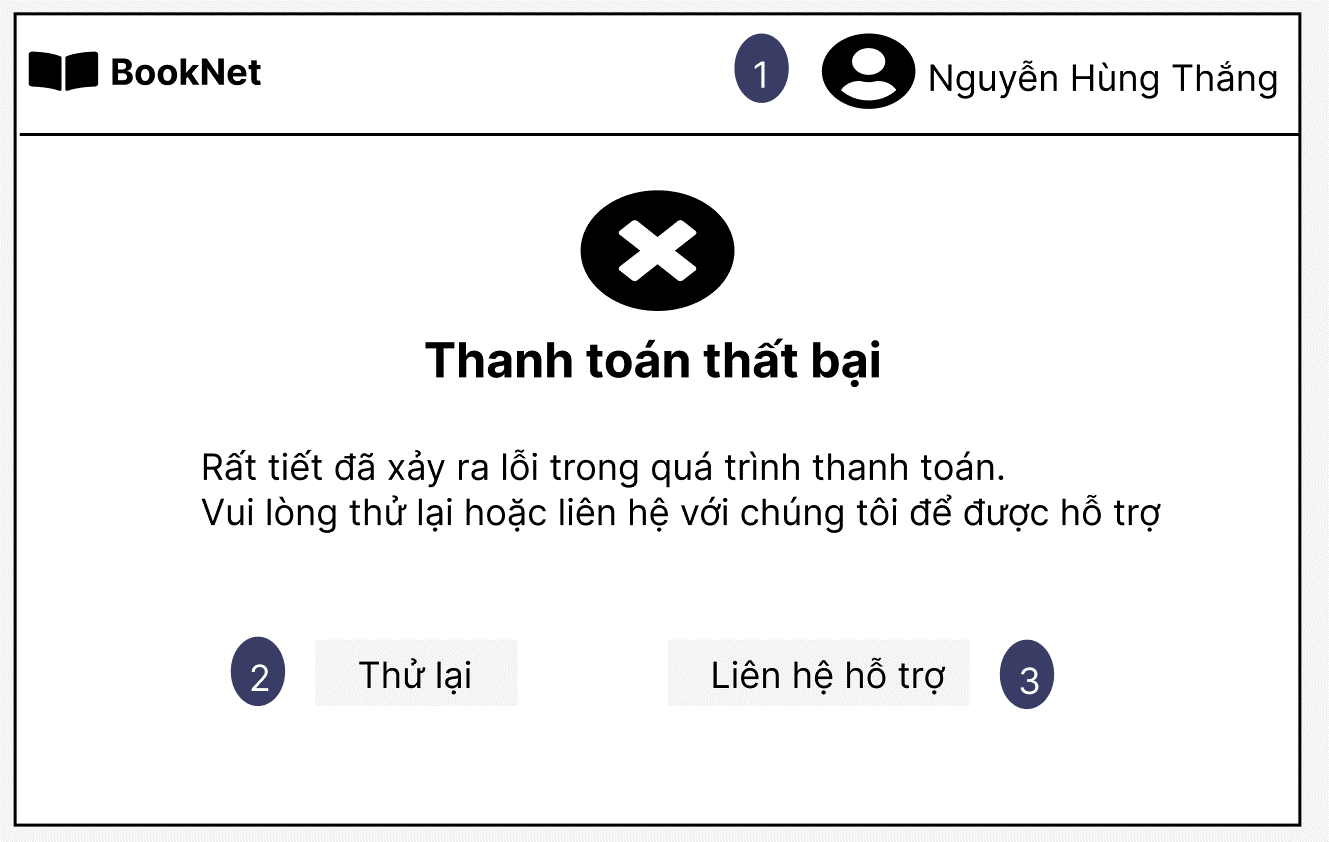 BookNet
1
Nguyễn Hùng Thắng
Thanh toán thất bại
Rất tiết đã xảy ra lỗi trong quá trình thanh toán.
Vui lòng thử lại hoặc liên hệ với chúng tôi để được hỗ trợ
2
Thử lại
Liên hệ hỗ trợ
3